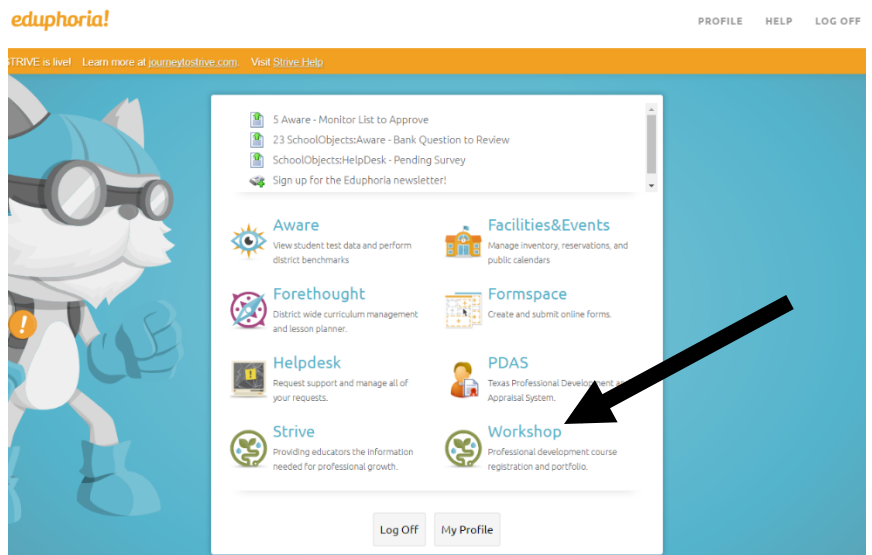 eduphoria!
PROFILE HELP LOG OFF
STRIVE is live! Learn more at journeytostrive.com. Visit Strive Help
5 Aware - Monitor List to Approve
23 SchoolObjects:Aware - Bank Question to Review
SchoolObjects:HelpDesk - Pending Survey
Sign up for the Eduphoria newsletter!
Aware
View student test data and perform
district benchmarks
Facilities&Events
Manage inventory, reservations, and
public calendars
Forethought
District wide curriculum management
and lesson planner.
Formspace
Create and submit online forms.
Helpdesk
Request support and manage all of
your requests.
PDAS
Texas Professional Development
Appraisal System.
Strive
Providing educators the information
needed for professional growth.
Workshop
Professional development course
registration and portfolio.
Log Off My Profile